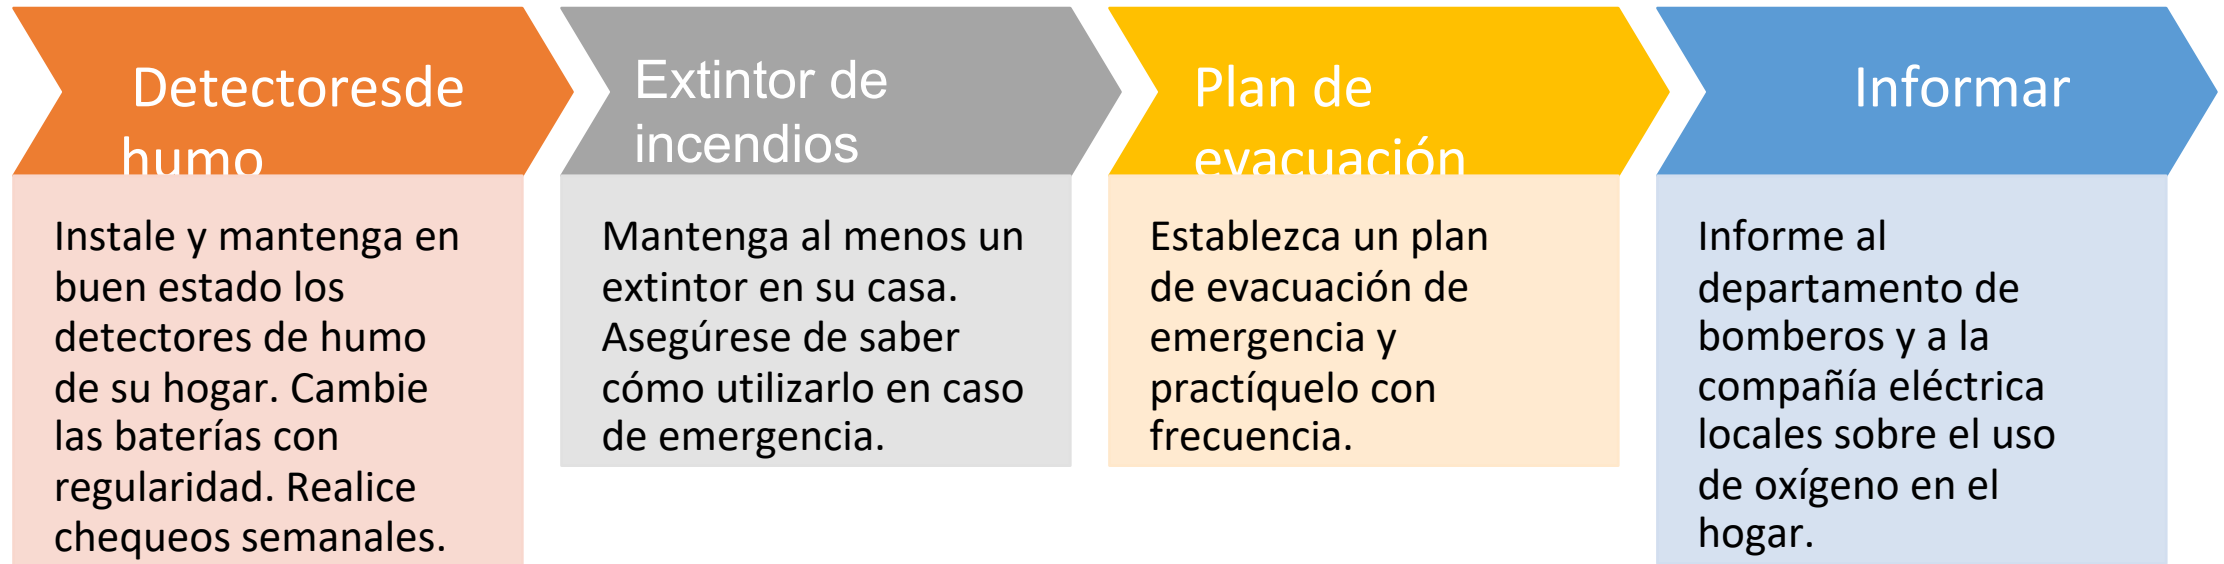 Detectoresde
humo
Instale y mantenga en
buen estado los
detectores de humo
de su hogar. Cambie
las baterías con
regularidad. Realice
chequeos semanales.
Extintor de
incendios
Mantenga al menos un
extintor en su casa.
Asegúrese de saber
cómo utilizarlo en caso
de emergencia.
Plan de
evacuación
Establezca un plan
de evacuación de
emergencia y
practíquelo con
frecuencia.
Informar
Informe al
departamento de
bomberos y a la
compañía eléctrica
locales sobre el uso
de oxígeno en el
hogar.